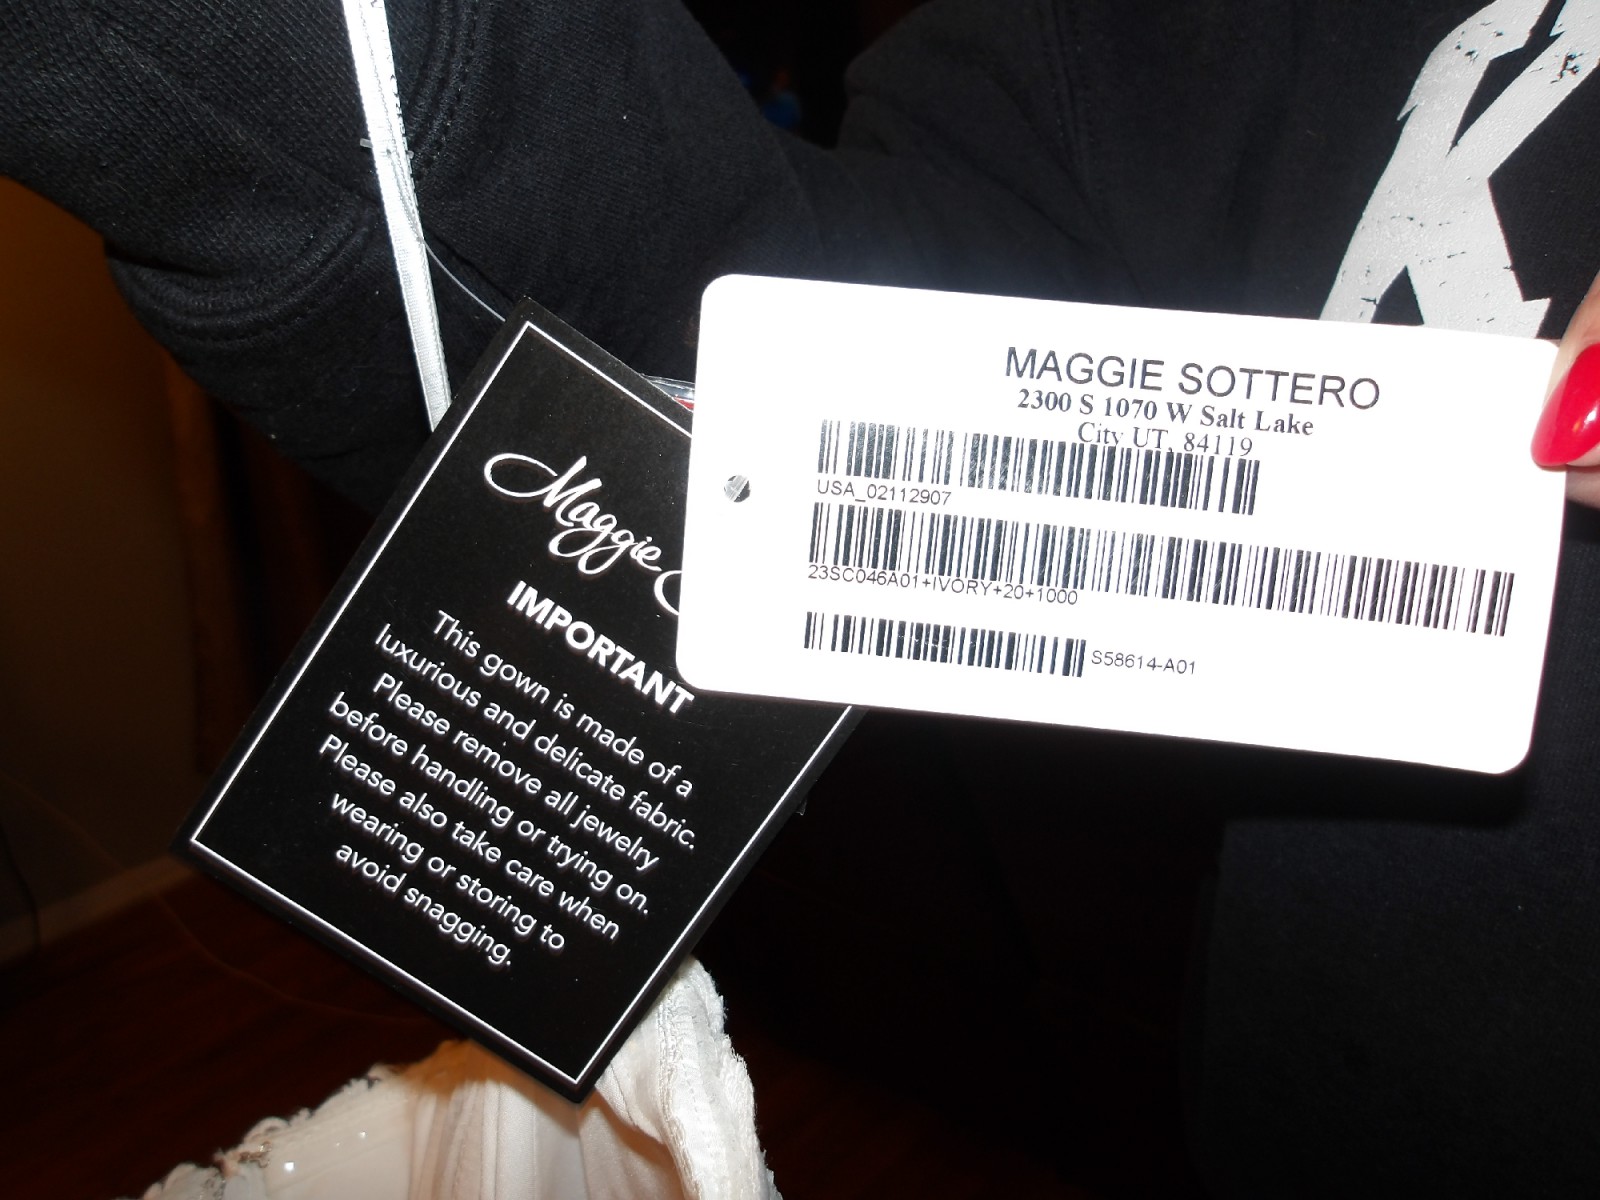 Maggie
IMPORTANT
This gown is made of a
luxurious and delicate fabric.
Please remove all jewelry
before handling or trying on.
Please also take care when
wearing or storing to
avoid snagging.
MAGGIE SOTTERO
2300 S 1070 W Salt Lake
City UT, 84119
USA_02112907
23SC046A01+IVORY+20+1000
S58614-A01
K